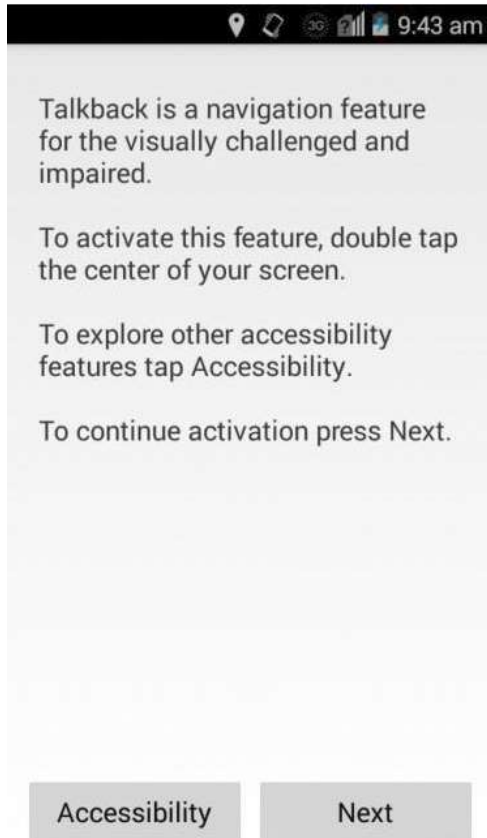 3G 9:43 am
Talkback is a navigation feature
for the visually challenged and
impaired.
To activate this feature, double tap
the center of your screen.
To explore other accessibility
features tap Accessibility.
To continue activation press Next.
Accessibility Next